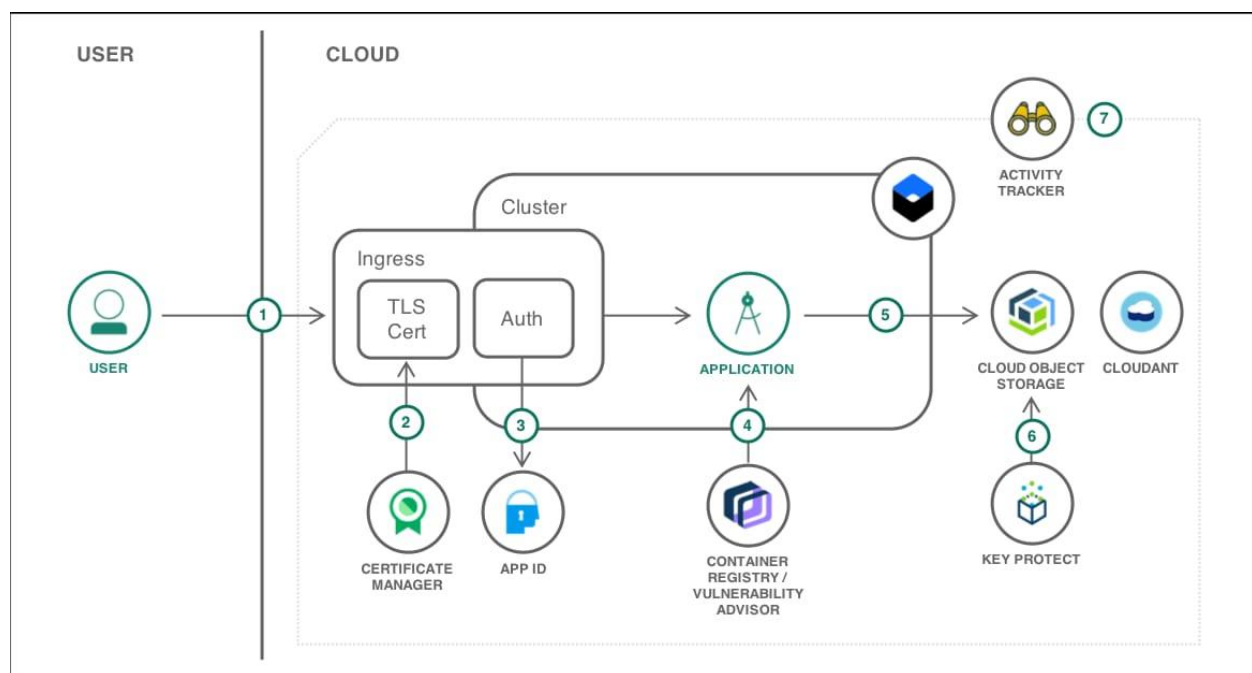 USER
CLOUD
7
ACTIVITY
TRACKER
Cluster
Ingress
TLS
Cert
Auth
1
5
USER
APPLICATION
CLOUD OBJECT
STORAGE
CLOUDANT
2
3
4
6
CERTIFICATE
MANAGER
APP ID
CONTAINER
REGISTRY /
VULNERABILITY
ADVISOR
KEY PROTECT